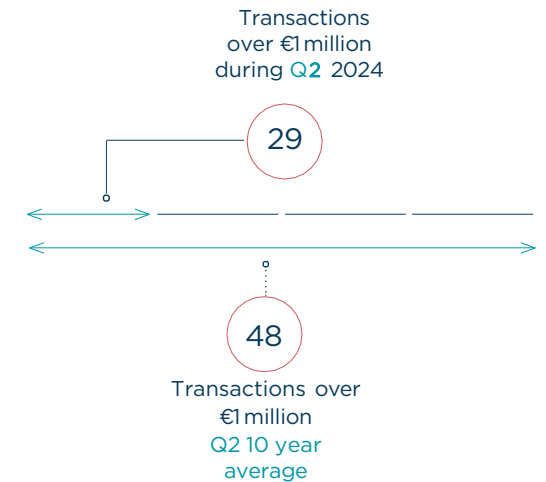 Transactions
over €1 million
during Q2 2024
29
48
Transactions over
€1 million
Q2 10 year
average